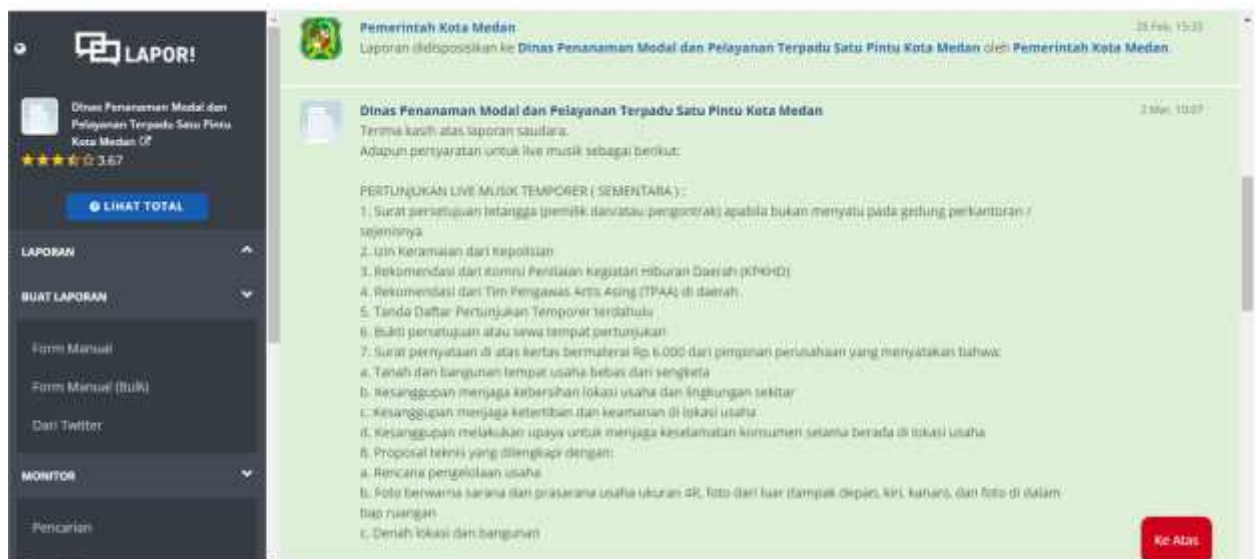 LAPOR!
Dinas Penanaman Modal dan
Pelayanan Terpadu Satu Pintu
Kota Medan
3.67
LIHAT TOTAL
LAPORAN
BUAT LAPORAN
Form Manual
Form Manual (Bulk)
Dari Twitter
MONITOR
Pencarian
Pemerintah Kota Medan
28 Feb, 15:33
Laporan didisposisikan ke Dinas Penanaman Modal dan Pelayanan Terpadu Satu Pintu Kota Medan oleh Pemerintah Kota Medan
Dinas Penanaman Modal dan Pelayanan Terpadu Satu Pintu Kota Medan
2 Mar, 10:07
Terima kasih atas laporan saudara.
Adapun persyaratan untuk live musik sebagai berikut:
PERTUNJUKAN LIVE MUSIK TEMPORER ( SEMENTARA ) :
1. Surat persetujuan tetangga (pemilik dan/atau pengontrak) apabila bukan menyatu pada gedung perkantoran /
sejenisnya
2. Izin Keramaian dari Kepolisian
3. Rekomendasi dari Komisi Penilaian Kegiatan Hiburan Daerah (KPKHD)
4. Rekomendasi dari Tim Pengawas Artis Asing (TPAA) di daerah
5. Tanda Daftar Pertunjukan Temporer terdahulu
6. Bukti persetujuan atau sewa tempat pertunjukan
7. Surat pernyataan di atas kertas bermaterai Rp.6.000 dari pimpinan perusahaan yang menyatakan bahwa:
a. Tanah dan bangunan tempat usaha bebas dari sengketa
b. Kesanggupan menjaga kebersihan lokasi usaha dan lingkungan sekitar
c. Kesanggupan menjaga ketertiban dan keamanan di lokasi usaha
d. Kesanggupan melakukan upaya untuk menjaga keselamatan konsumen selama berada di lokasi usaha
8. Proposal teknis yang dilengkapi dengan:
a. Rencana pengelolaan usaha
b. Foto berwarna sarana dan prasarana usaha ukuran 4R, foto dari luar (tampak depan, kiri, kanan), dan foto di dalam
tiap ruangan
c. Denah lokasi dan bangunan
Ke Atas